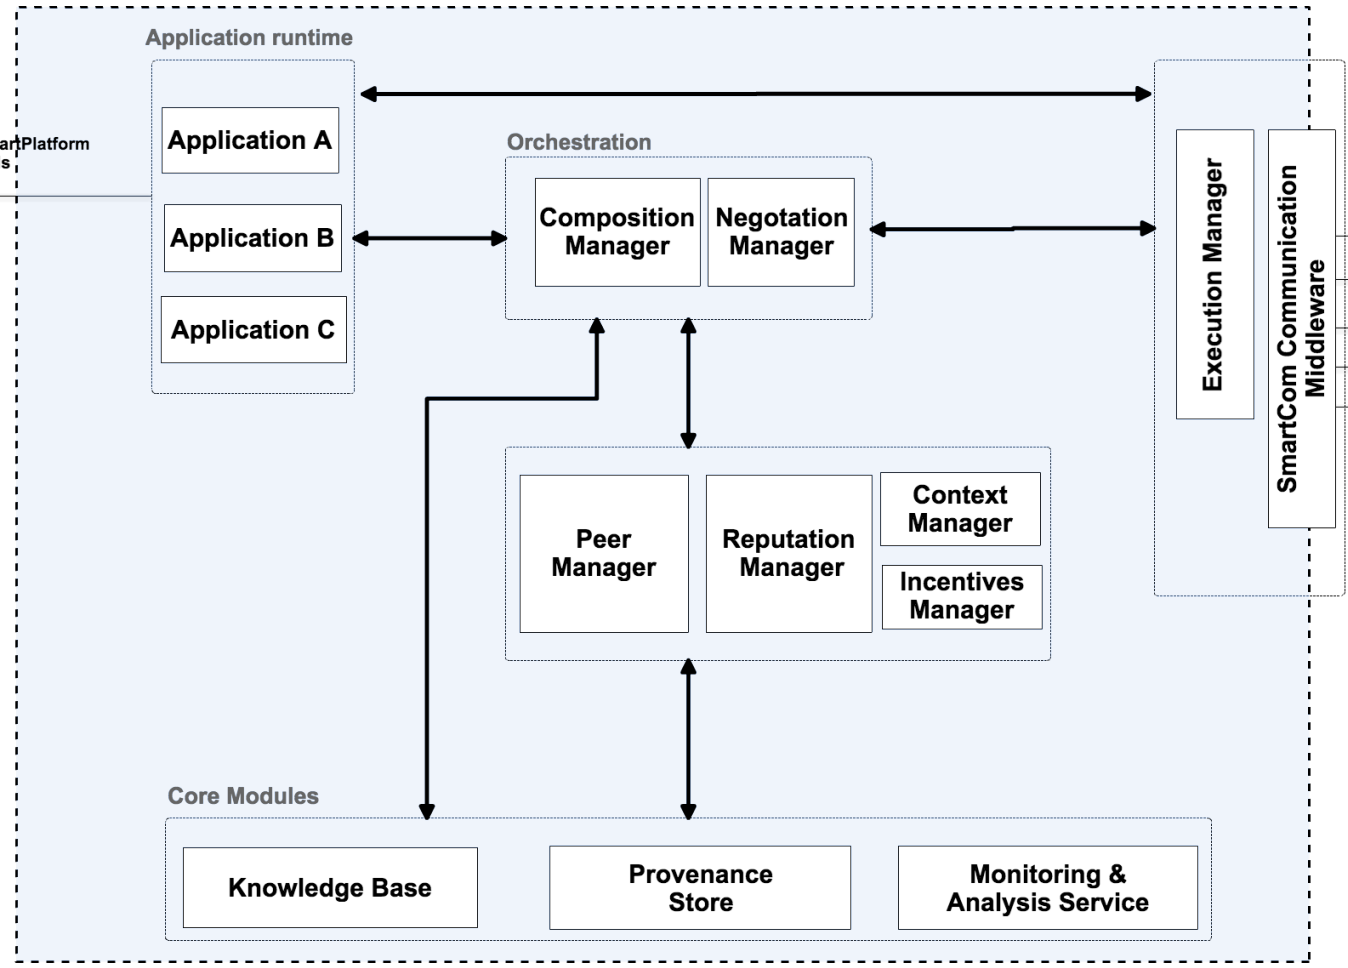 Application runtime
Application A
artPlatform
s
Application B
Application C
Orchestration
Composition
Manager
Negotation
Manager
Execution Manager
SmartCom Communication
Middleware
Peer
Manager
Reputation
Manager
Context
Manager
Incentives
Manager
Core Modules
Knowledge Base
Provenance
Store
Monitoring &
Analysis Service